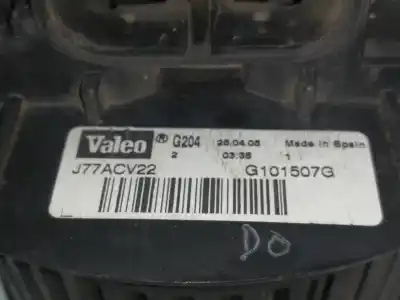 Valeo ® G204 26.04.05 Made in Spain
2 03:35 1
J77ACV22 G101507G
DO